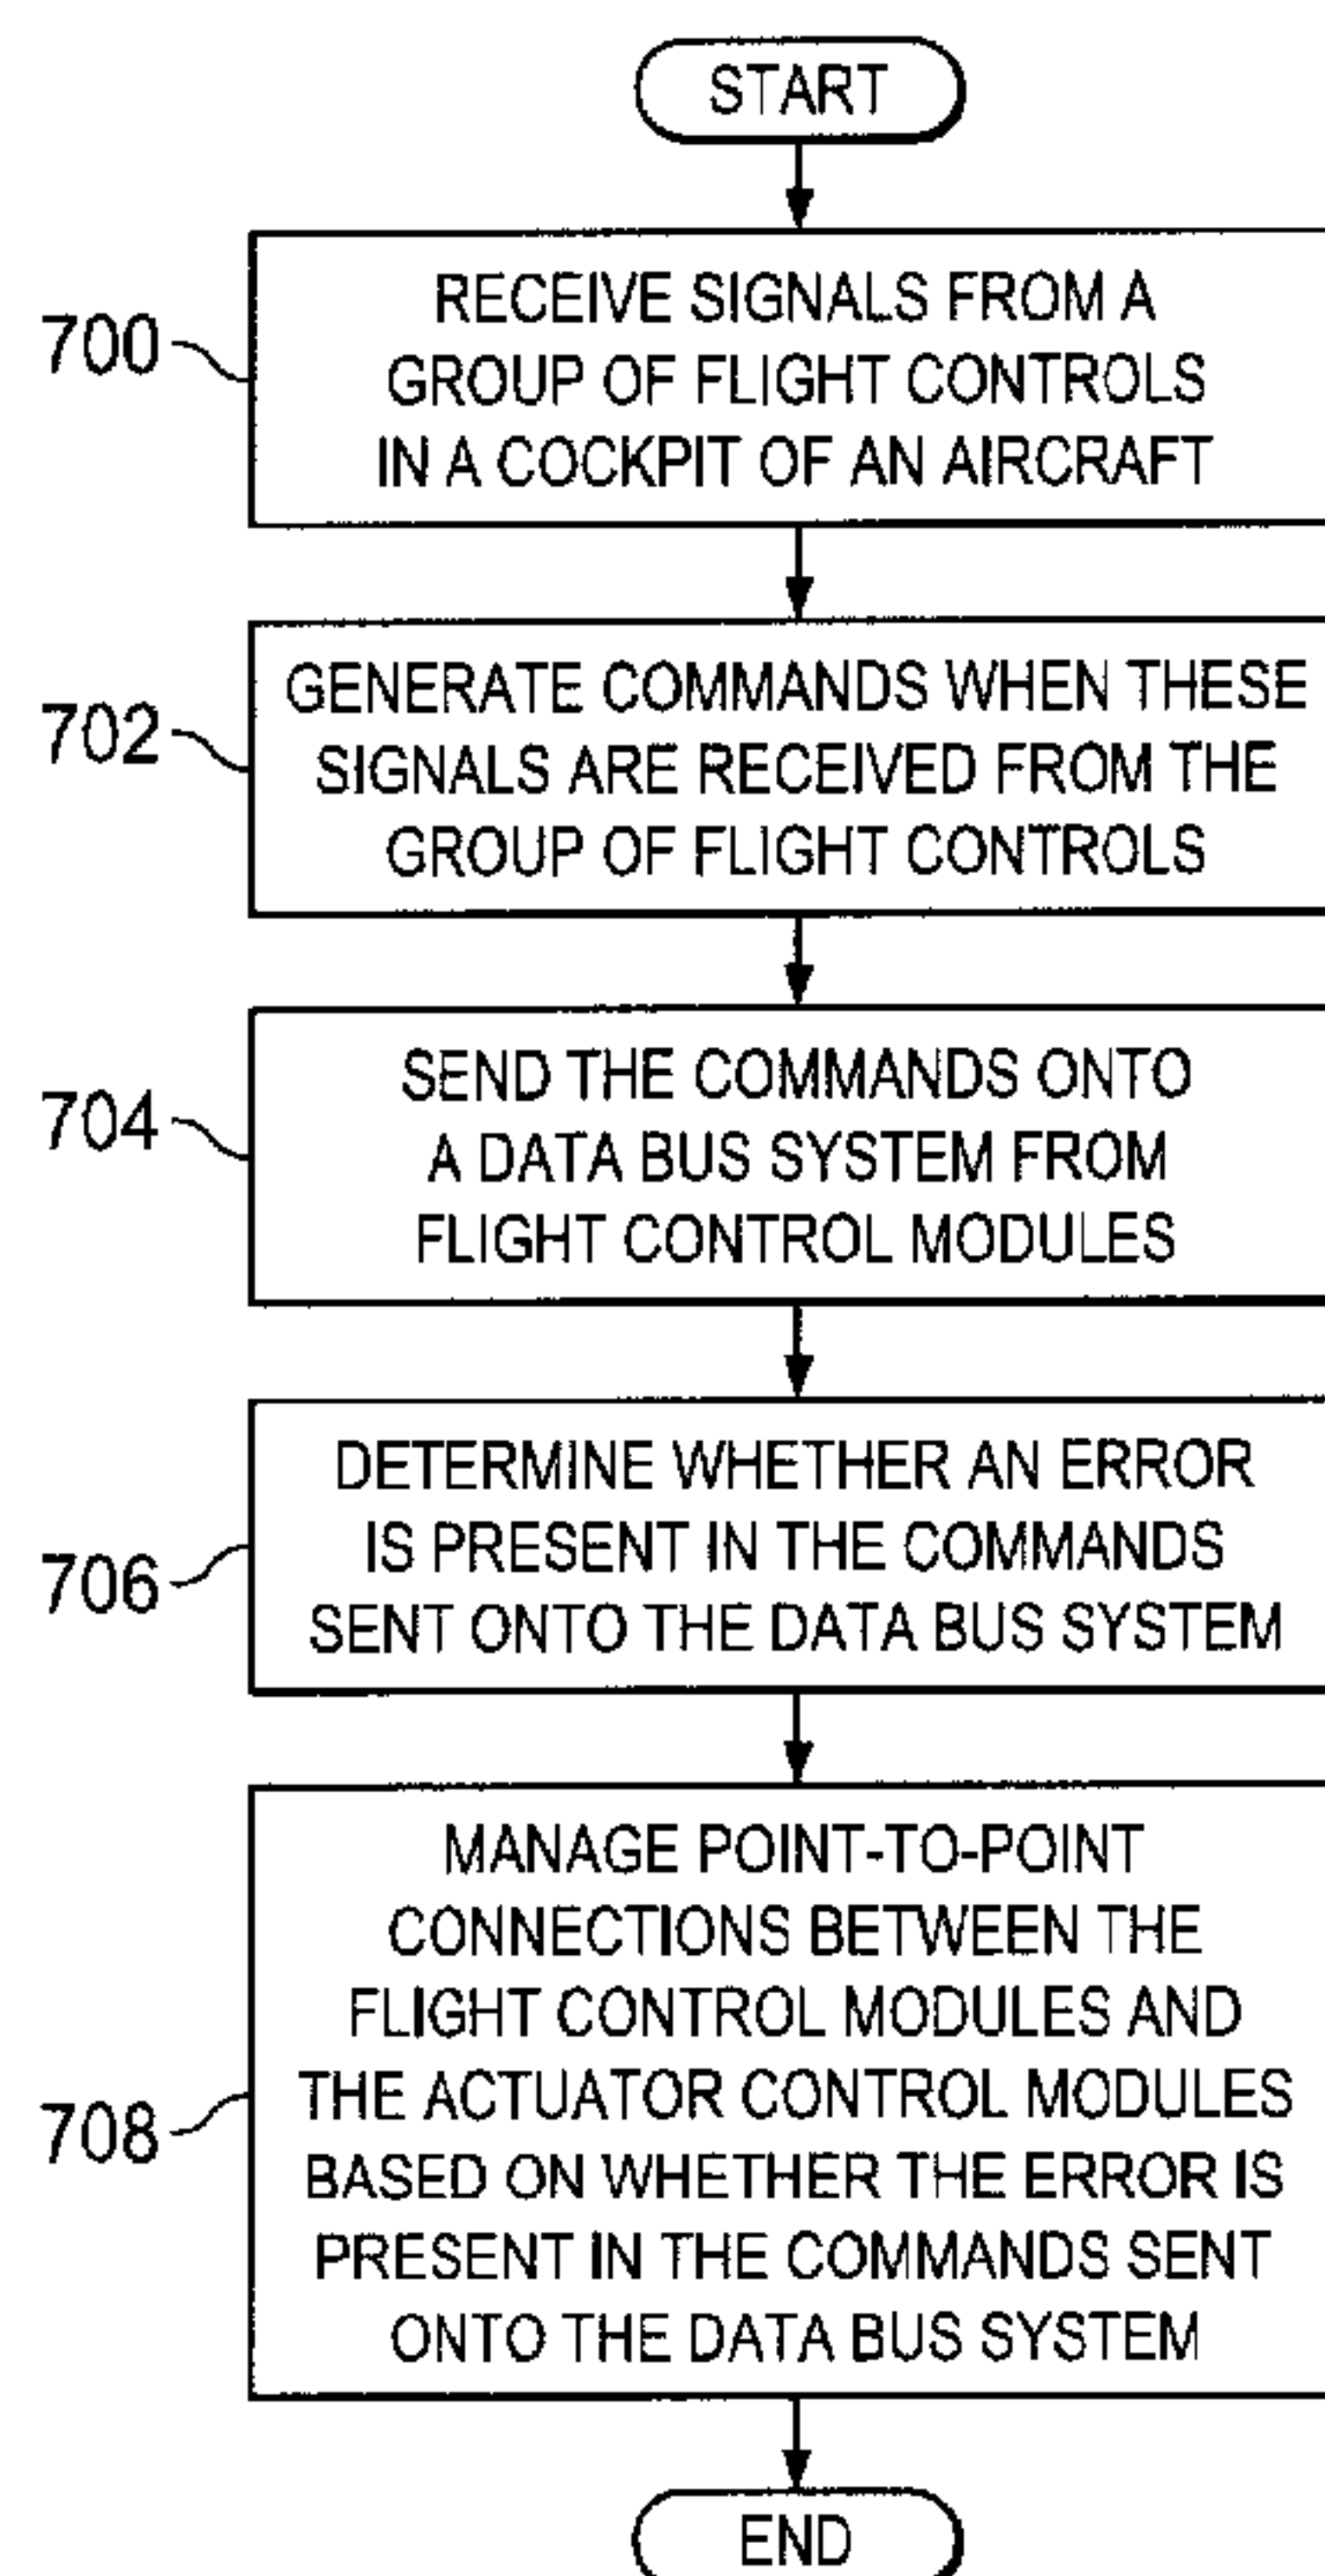 START
700
RECEIVE SIGNALS FROM A
GROUP OF FLIGHT CONTROLS
IN A COCKPIT OF AN AIRCRAFT
702
GENERATE COMMANDS WHEN THESE
SIGNALS ARE RECEIVED FROM THE
GROUP OF FLIGHT CONTROLS
704
SEND THE COMMANDS ONTO
A DATA BUS SYSTEM FROM
FLIGHT CONTROL MODULES
706
DETERMINE WHETHER AN ERROR
IS PRESENT IN THE COMMANDS
SENT ONTO THE DATA BUS SYSTEM
708
MANAGE POINT-TO-POINT
CONNECTIONS BETWEEN THE
FLIGHT CONTROL MODULES AND
THE ACTUATOR CONTROL MODULES
BASED ON WHETHER THE ERROR IS
PRESENT IN THE COMMANDS SENT
ONTO THE DATA BUS SYSTEM
END